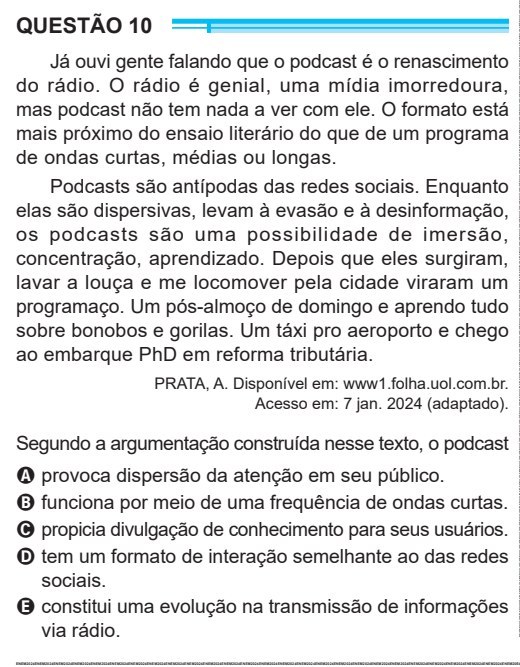 QUESTÃO 10
Já ouvi gente falando que o podcast é o renascimento
do rádio. O rádio é genial, uma mídia imorredoura,
mas podcast não tem nada a ver com ele. O formato está
mais próximo do ensaio literário do que de um programa
de ondas curtas, médias ou longas.
Podcasts são antípodas das redes sociais. Enquanto
elas são dispersivas, levam à evasão e à desinformação,
os podcasts são uma possibilidade de imersão,
concentração, aprendizado. Depois que eles surgiram,
lavar a louça e me locomover pela cidade viraram um
programaço. Um pós-almoço de domingo e aprendo tudo
sobre bonobos e gorilas. Um táxi pro aeroporto e chego
ao embarque PhD em reforma tributária.
PRATA, A. Disponível em: www1.folha.uol.com.br.
Acesso em: 7 jan. 2024 (adaptado).
Segundo a argumentação construída nesse texto, o podcast
A provoca dispersão da atenção em seu público.
B funciona por meio de uma frequência de ondas curtas.
C propicia divulgação de conhecimento para seus usuários.
D tem um formato de interação semelhante ao das redes
sociais.
E constitui uma evolução na transmissão de informações
via rádio.